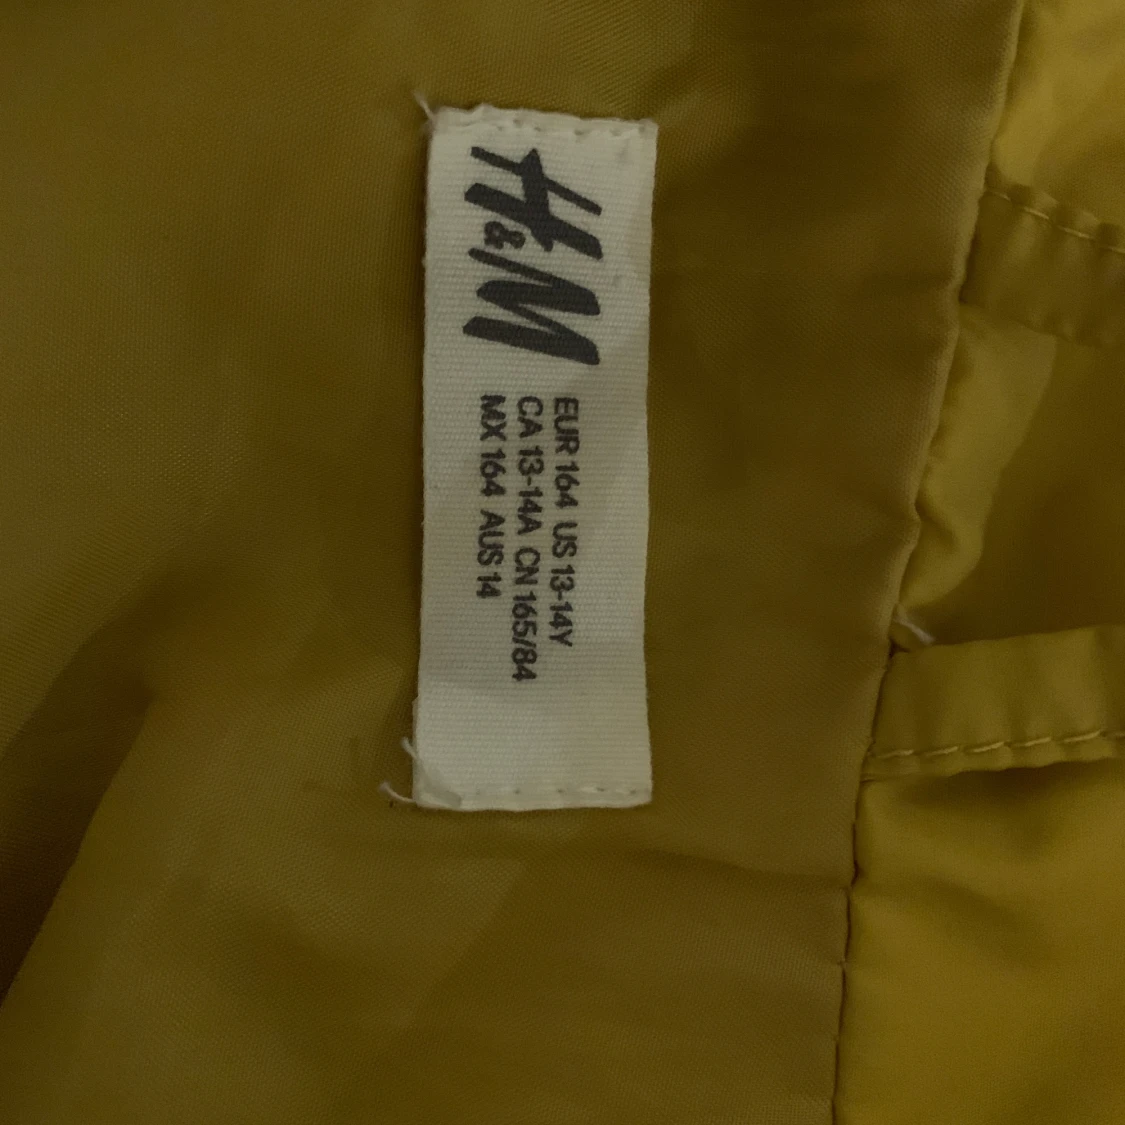 H&M
EUR 164 US 13-14Y
CA 13-14A CN 165/84
MX 164 AUS 14